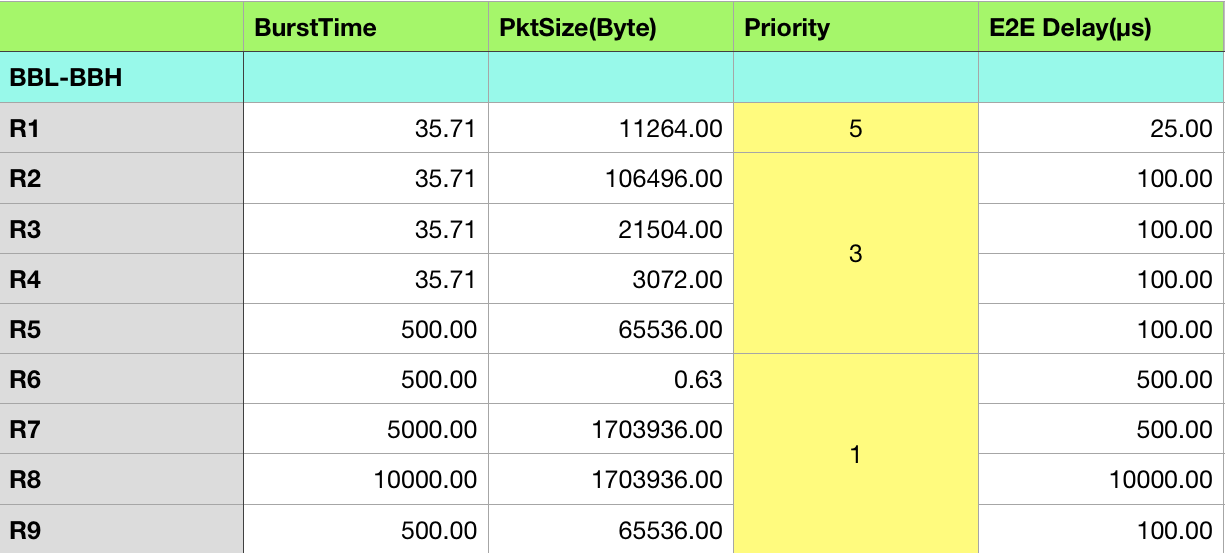 BurstTime PktSize(Byte) Priority E2E Delay(μs)
BBL-BBH
R1 35.71 11264.00 5 25.00
R2 35.71 106496.00 100.00
R3 35.71 21504.00 100.00
3
R4 35.71 3072.00 100.00
R5 500.00 65536.00 100.00
R6 500.00 0.63 500.00
R7 5000.00 1703936.00 500.00
1
R8 10000.00 1703936.00 10000.00
R9 500.00 65536.00 100.00